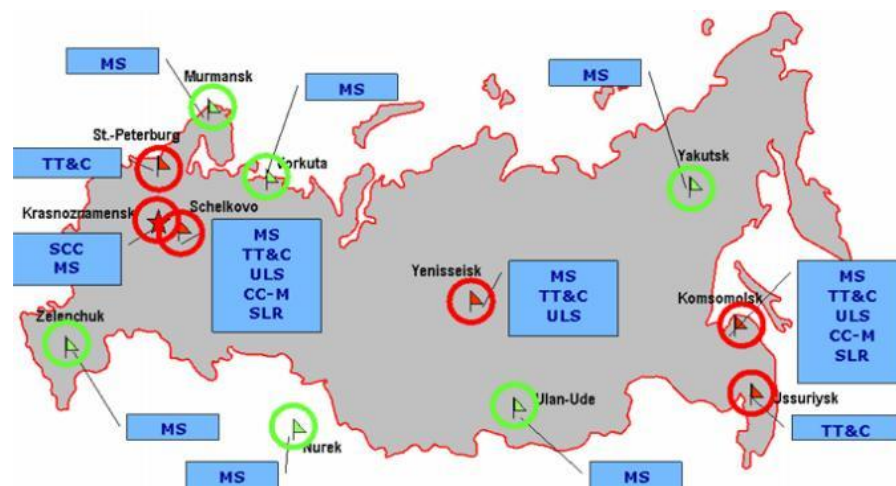 MS
Murmansk
MS
MS
St.-Peterburg
Vorkuta
Yakutsk
TT&C
Krasnoznamensk
Schelkovo
SCC
MS
MS
TT&C
ULS
CC-M
SLR
Yenisseisk
MS
TT&C
ULS
Komsomolsk
MS
TT&C
ULS
CC-M
SLR
Zelenchuk
MS
Nurek
MS
Ulan-Ude
MS
Ussuriysk
TT&C